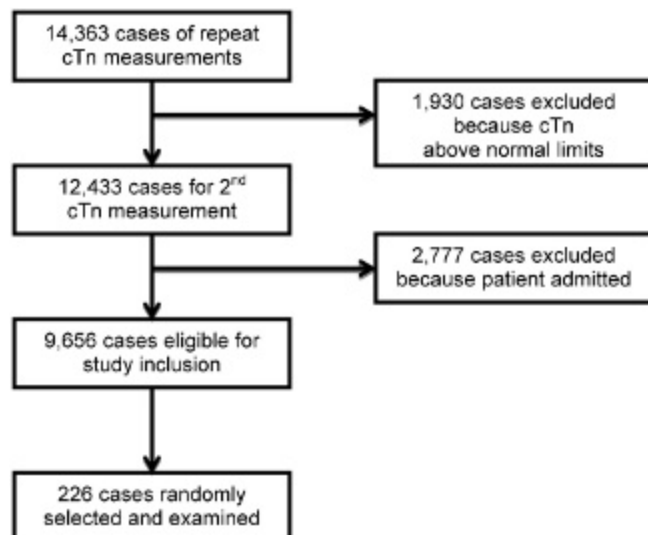 14,363 cases of repeat
cTn measurements
1,930 cases excluded
because cTn
above normal limits
12,433 cases for 2nd
cTn measurement
2,777 cases excluded
because patient admitted
9,656 cases eligible for
study inclusion
226 cases randomly
selected and examined